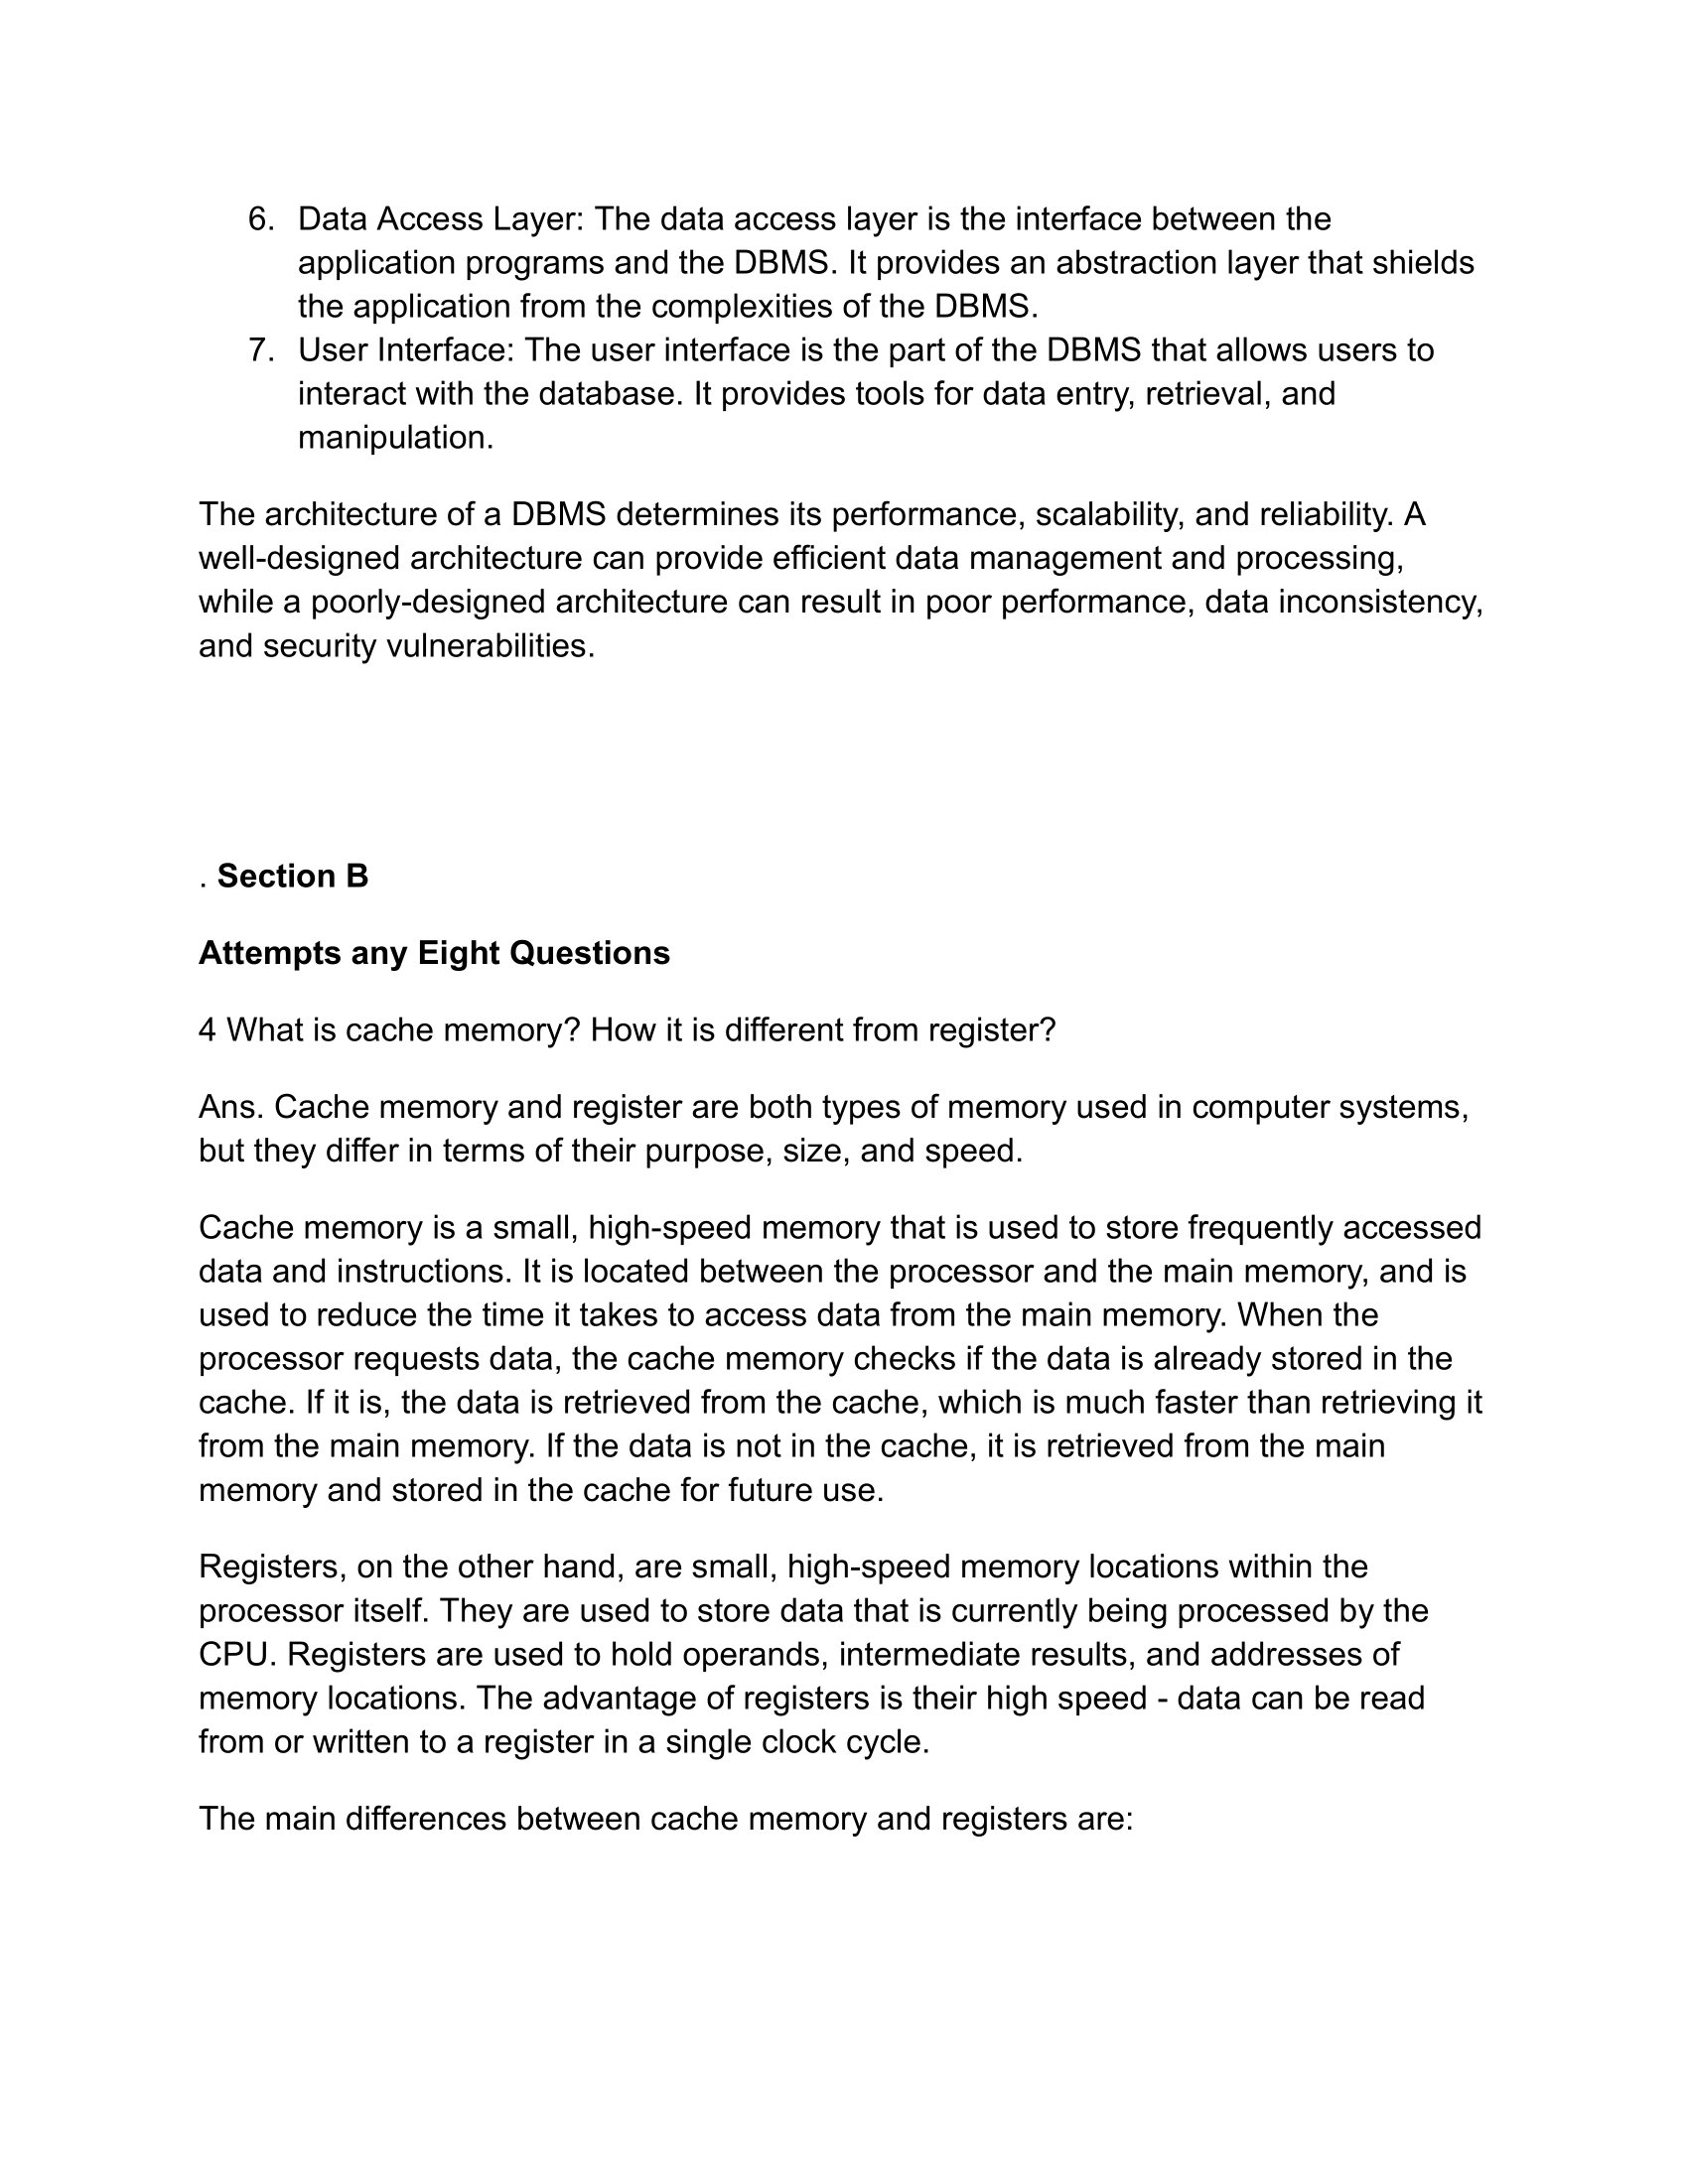 6. Data Access Layer: The data access layer is the interface between the
application programs and the DBMS. It provides an abstraction layer that shields
the application from the complexities of the DBMS.
7. User Interface: The user interface is the part of the DBMS that allows users to
interact with the database. It provides tools for data entry, retrieval, and
manipulation.
The architecture of a DBMS determines its performance, scalability, and reliability. A
well-designed architecture can provide efficient data management and processing,
while a poorly-designed architecture can result in poor performance, data inconsistency,
and security vulnerabilities.
. Section B
Attempts any Eight Questions
4 What is cache memory? How it is different from register?
Ans. Cache memory and register are both types of memory used in computer systems,
but they differ in terms of their purpose, size, and speed.
Cache memory is a small, high-speed memory that is used to store frequently accessed
data and instructions. It is located between the processor and the main memory, and is
used to reduce the time it takes to access data from the main memory. When the
processor requests data, the cache memory checks if the data is already stored in the
cache. If it is, the data is retrieved from the cache, which is much faster than retrieving it
from the main memory. If the data is not in the cache, it is retrieved from the main
memory and stored in the cache for future use.
Registers, on the other hand, are small, high-speed memory locations within the
processor itself. They are used to store data that is currently being processed by the
CPU. Registers are used to hold operands, intermediate results, and addresses of
memory locations. The advantage of registers is their high speed - data can be read
from or written to a register in a single clock cycle.
The main differences between cache memory and registers are: